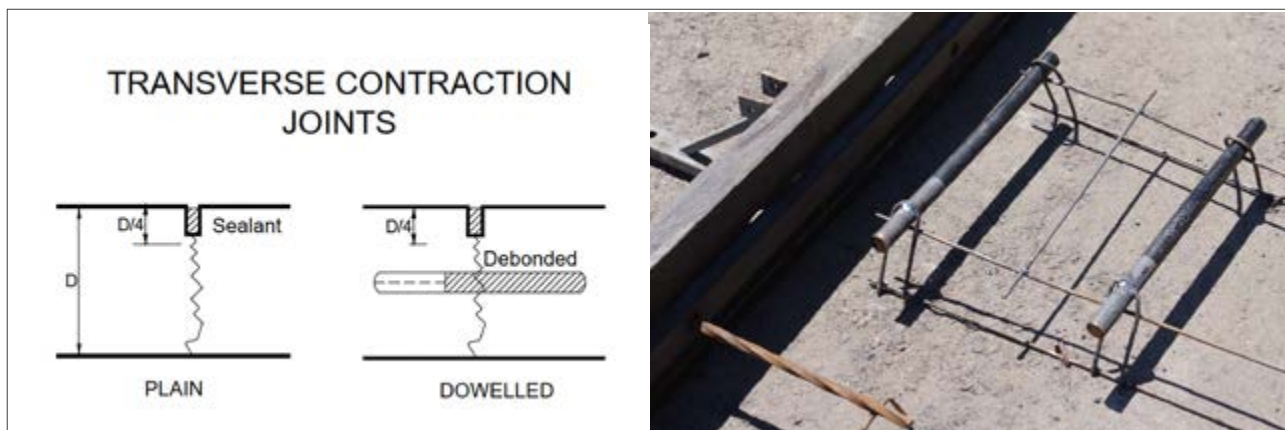 TRANSVERSE CONTRACTION
JOINTS
D/4
Sealant
D
PLAIN
D/4
Debonded
DOWELLED